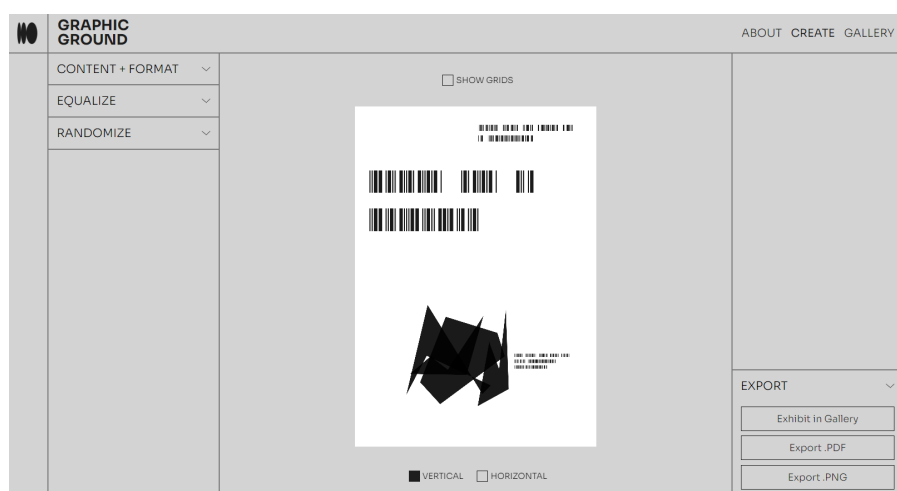 GRAPHIC
GROUND
ABOUT CREATE GALLERY
CONTENT + FORMAT
EQUALIZE
RANDOMIZE
SHOW GRIDS
VERTICAL HORIZONTAL
EXPORT
Exhibit in Gallery
Export .PDF
Export .PNG